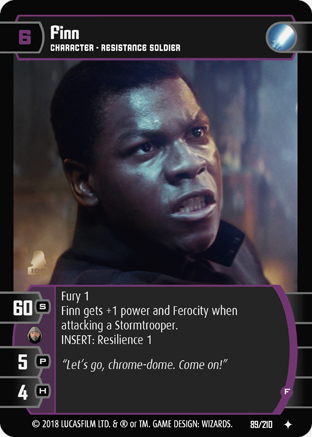 6 Finn
CHARACTER - RESISTANCE SOLDIER
60 S
Fury 1
Finn gets +1 power and Ferocity when
attacking a Stormtrooper.
INSERT: Resilience 1
5 P
“Let’s go, chrome-dome. Come on!”
4 H
F
© 2018 LUCASFILM LTD. & ® or TM. GAME DESIGN: WIZARDS. 89/210